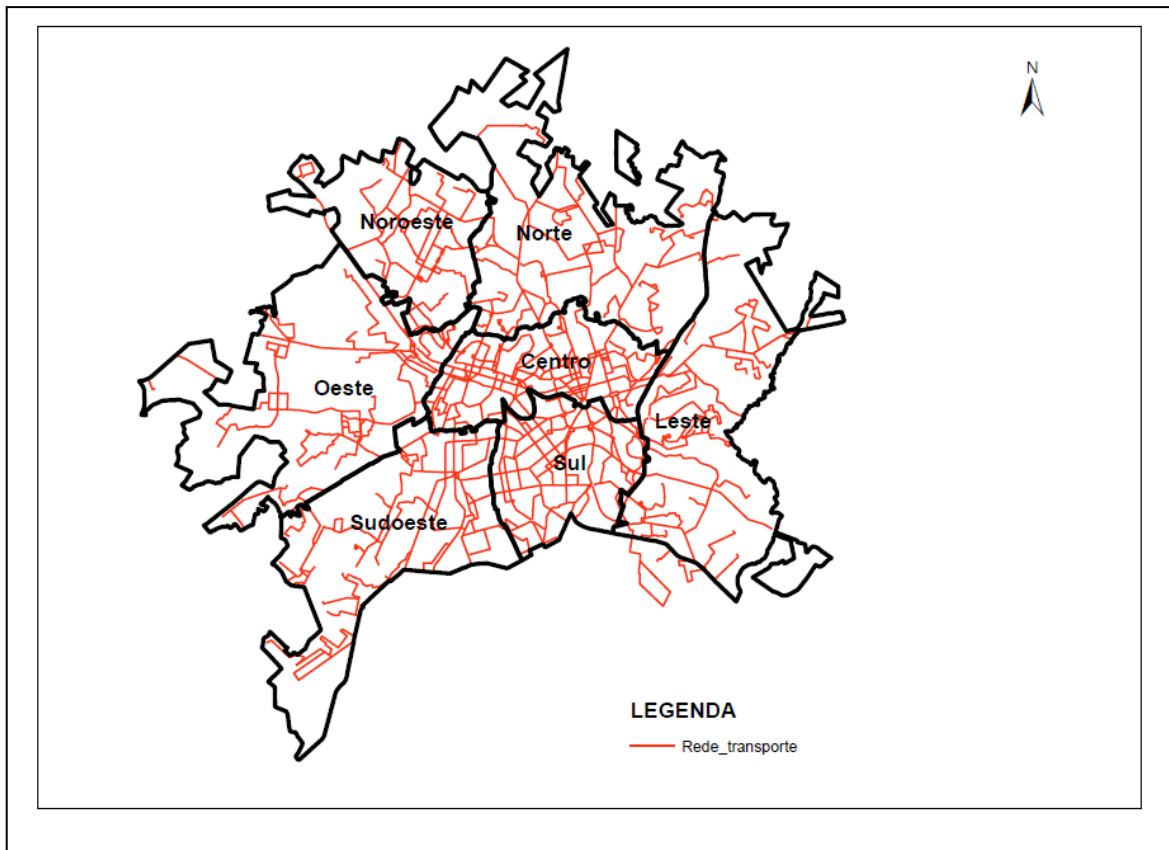 N
Noroeste
Norte
Centro
Oeste
Leste
Sul
Sudoeste
LEGENDA
Rede_transporte